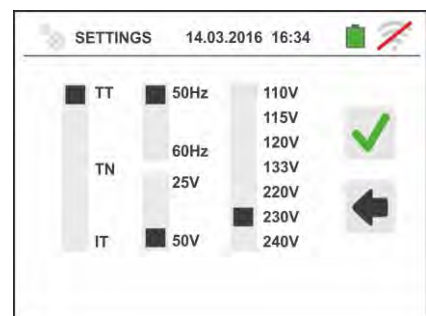 SETTINGS 14.03.2016 16:34
TT 50Hz 110V
115V
60Hz 120V
TN 25V 133V
220V
230V
IT 50V 240V